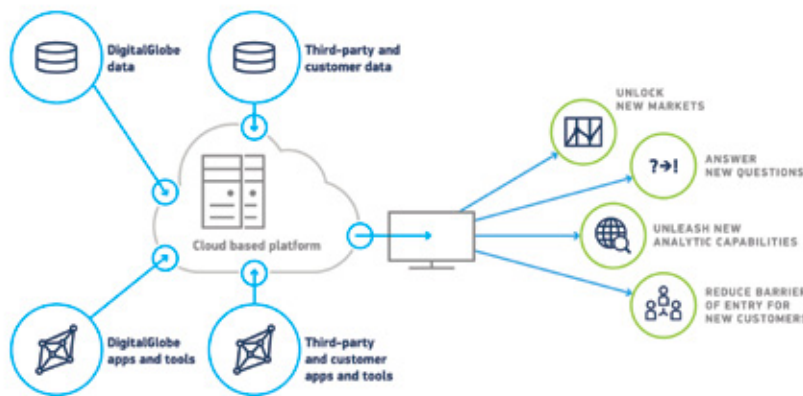 DigitalGlobe
data
Third-party and
customer data
UNLOCK
NEW MARKETS
?→!
ANSWER
NEW QUESTIONS
Cloud based platform
UNLEASH NEW
ANALYTIC CAPABILITIES
REDUCE BARRIER
OF ENTRY FOR
NEW CUSTOMERS
DigitalGlobe
apps and tools
Third-party
and customer
apps and tools